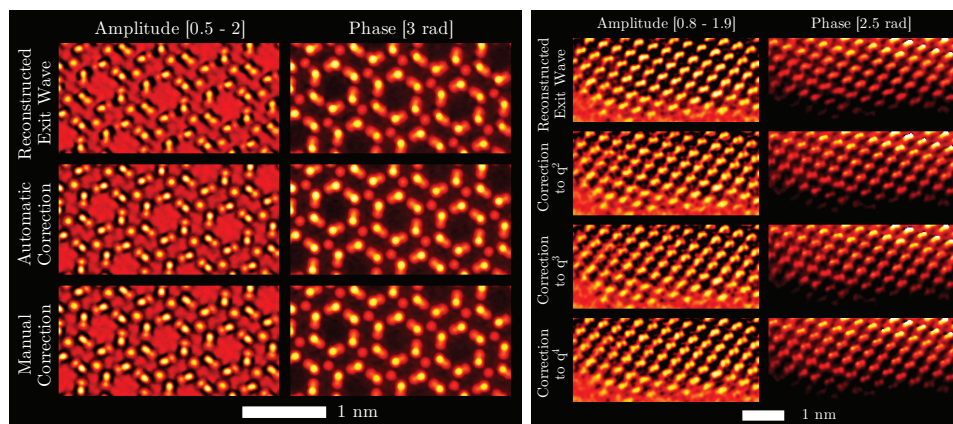 Amplitude [0.5 - 2]
Phase [3 rad]
Reconstructed
Exit Wave
Automatic
Correction
Manual
Correction
1 nm
Amplitude [0.8 - 1.9]
Phase [2.5 rad]
Reconstructed
Exit Wave
Correction
to q²
Correction
to q³
Correction
to q⁴
1 nm